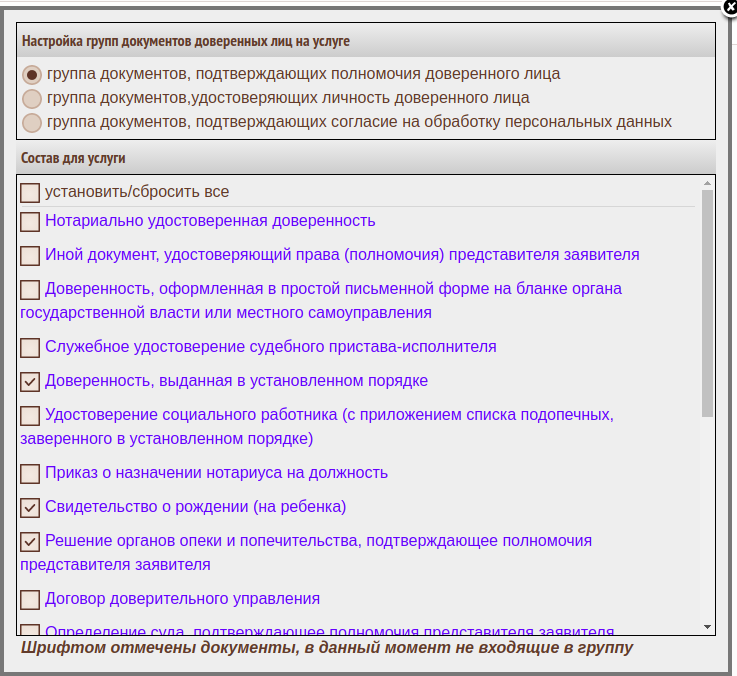 Настройка групп документов доверенных лиц на услуге
группа документов, подтверждающих полномочия доверенного лица
группа документов,удостоверяющих личность доверенного лица
группа документов, подтверждающих согласие на обработку персональных данных
Состав для услуги
установить/сбросить все
Нотариально удостоверенная доверенность
Иной документ, удостоверяющий права (полномочия) представителя заявителя
Доверенность, оформленная в простой письменной форме на бланке органа
государственной власти или местного самоуправления
Служебное удостоверение судебного пристава-исполнителя
Доверенность, выданная в установленном порядке
Удостоверение социального работника (с приложением списка подопечных,
заверенного в установленном порядке)
Приказ о назначении нотариуса на должность
Свидетельство о рождении (на ребенка)
Решение органов опеки и попечительства, подтверждающее полномочия
представителя заявителя
Договор доверительного управления
Определение суда, подтверждающее полномочия представителя заявителя
Шрифтом отмечены документы, в данный момент не входящие в группу